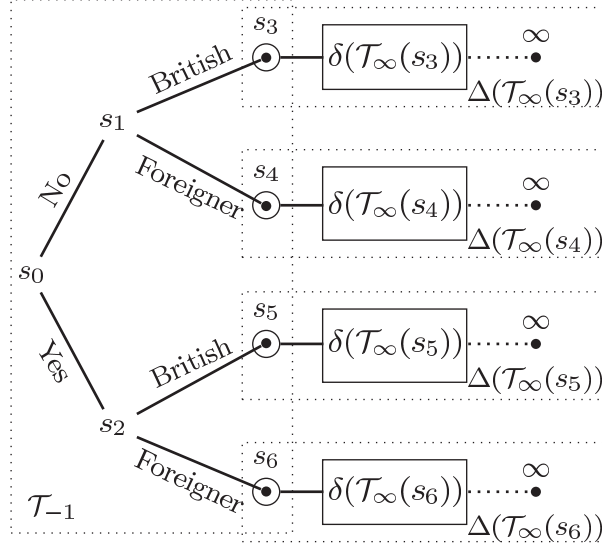 s₃
British
δ(𝒯∞(s₃))
∞
Δ(𝒯∞(s₃))
s₁
No
Foreigner
s₄
δ(𝒯∞(s₄))
∞
Δ(𝒯∞(s₄))
s₀
Yes
s₅
British
δ(𝒯∞(s₅))
∞
Δ(𝒯∞(s₅))
s₂
Foreigner
s₆
δ(𝒯∞(s₆))
∞
Δ(𝒯∞(s₆))
𝒯₋₁